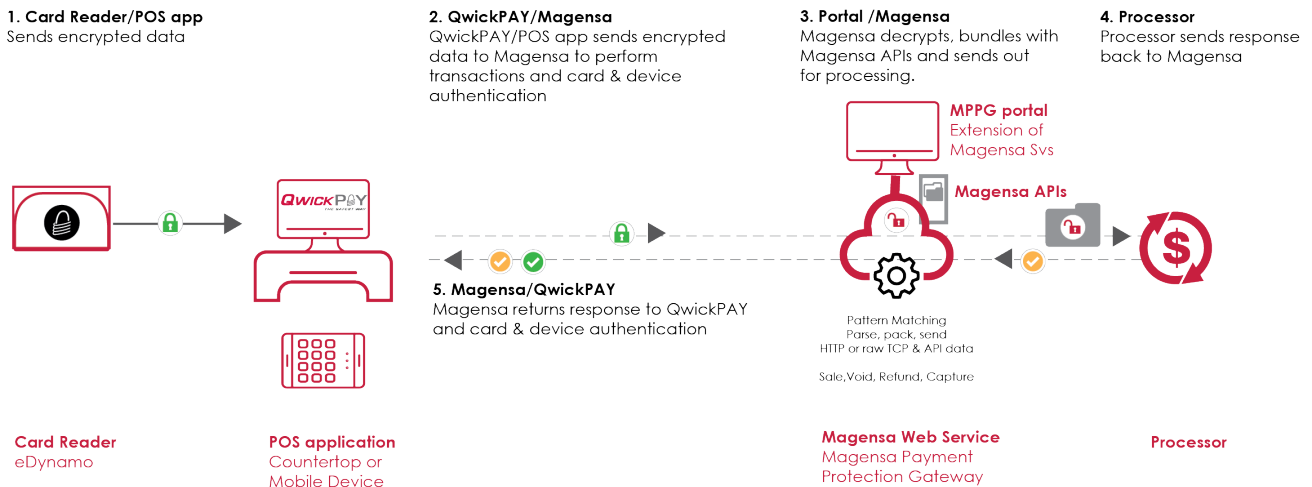 1. Card Reader/POS app
Sends encrypted data
2. QwickPAY/Magensa
QwickPAY/POS app sends encrypted
data to Magensa to perform
transactions and card & device
authentication
3. Portal /Magensa
Magensa decrypts, bundles with
Magensa APIs and sends out
for processing.
4. Processor
Processor sends response
back to Magensa
MPPG portal
Extension of
Magensa Svs
Magensa APIs
QWICKPAY
THE SAFEST WAY
$
5. Magensa/QwickPAY
Magensa returns response to QwickPAY
and card & device authentication
Pattern Matching
Parse, pack, send
HTTP or raw TCP & API data
Sale,Void, Refund, Capture
Card Reader
eDynamo
POS application
Countertop or
Mobile Device
Magensa Web Service
Magensa Payment
Protection Gateway
Processor